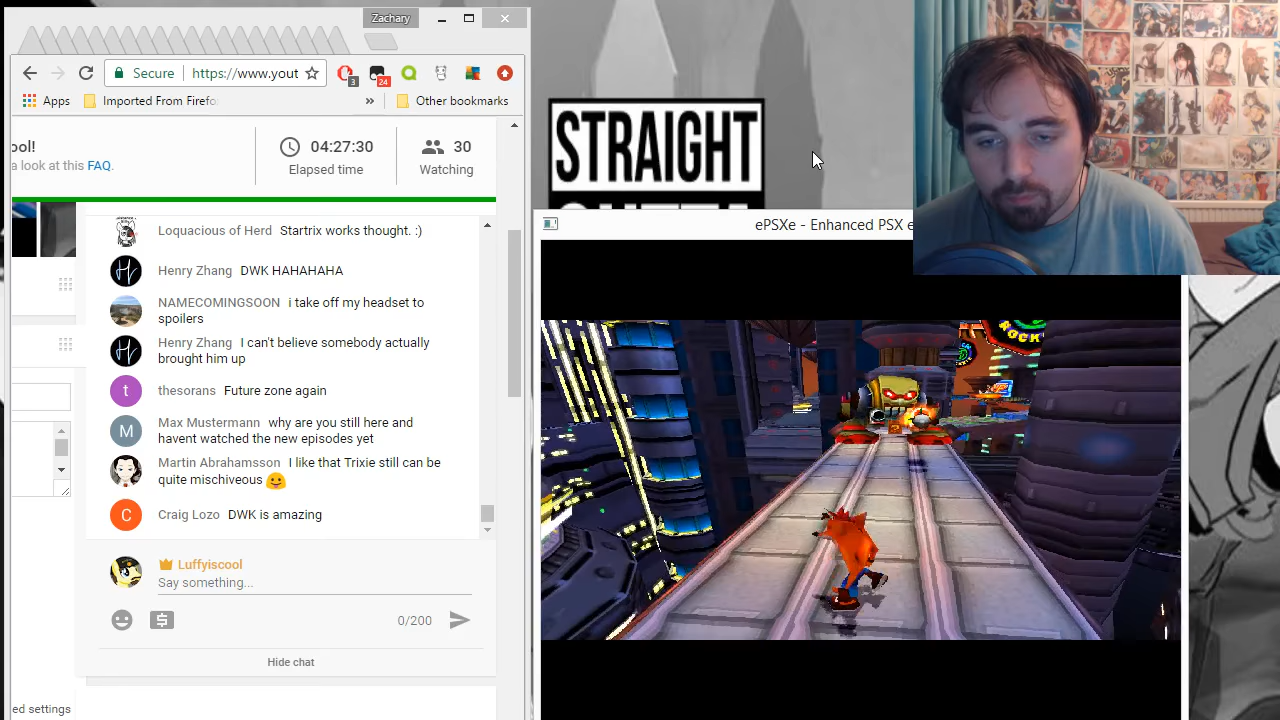 Zachary
Secure https://www.yout
3
24
Apps Imported From Firefo » Other bookmarks
ool!
a look at this FAQ.
04:27:30
Elapsed time
30
Watching
STRAIGHT
Loquacious of Herd Startrix works thought. :)
Henry Zhang DWK HAHAHAHA
NAMECOMINGSOON i take off my headset to
spoilers
Henry Zhang I can't believe somebody actually
brought him up
thesorans Future zone again
Max Mustermann why are you still here and
havent watched the new episodes yet
Martin Abrahamsson I like that Trixie still can be
quite mischiveous
Craig Lozo DWK is amazing
Luffyiscool
Say something...
0/200
Hide chat
ed settings
ePSXe - Enhanced PSX e
ROCK